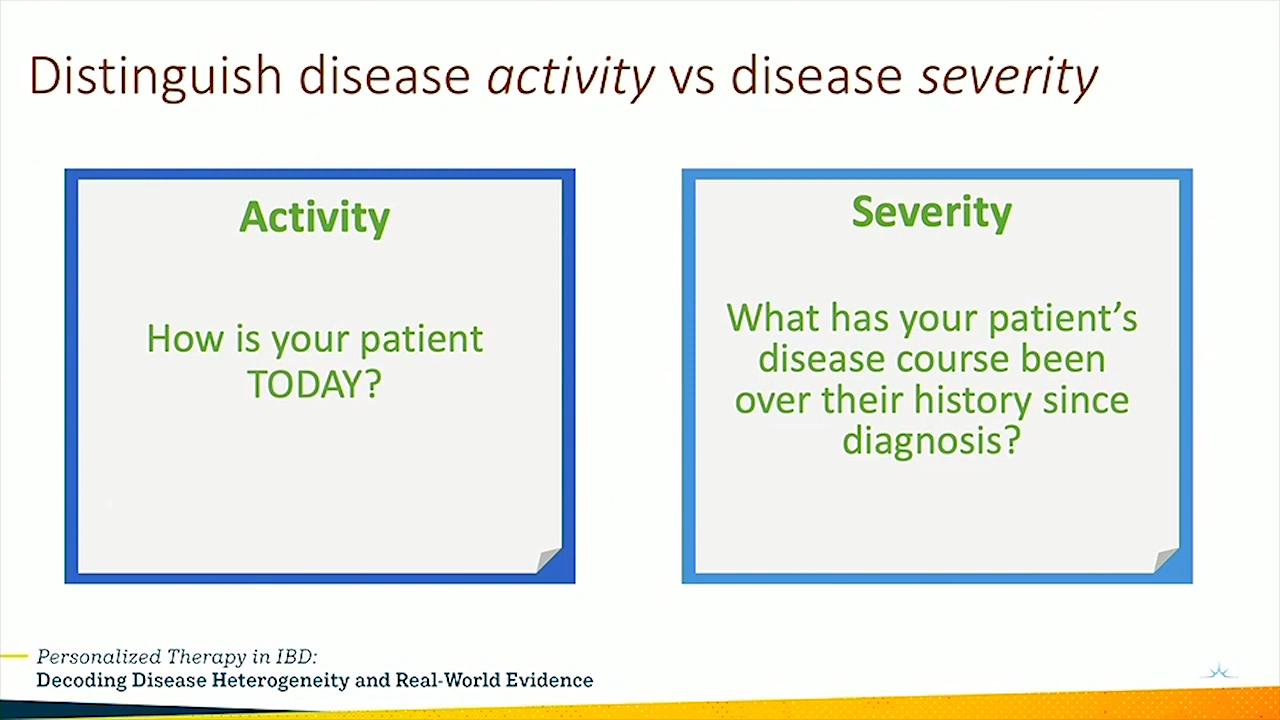 Distinguish disease activity vs disease severity
Activity
How is your patient
TODAY?
Severity
What has your patient’s
disease course been
over their history since
diagnosis?
Personalized Therapy in IBD:
Decoding Disease Heterogeneity and Real-World Evidence